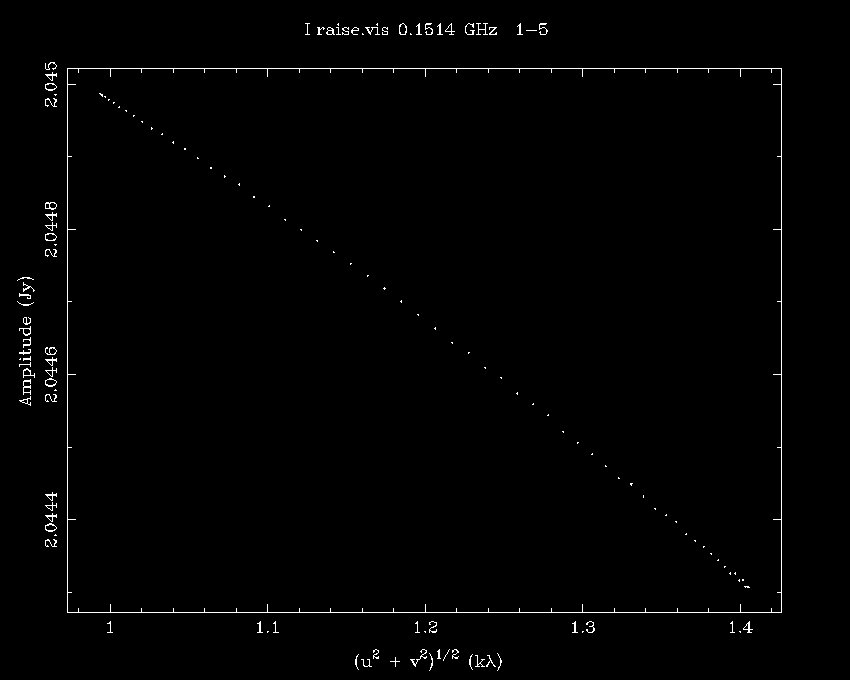 I raise.vis 0.1514 GHz 1-5
2.045
2.0448
2.0446
2.0444
Amplitude (Jy)
1 1.1 1.2 1.3 1.4
(u² + v²)^1/2 (kλ)